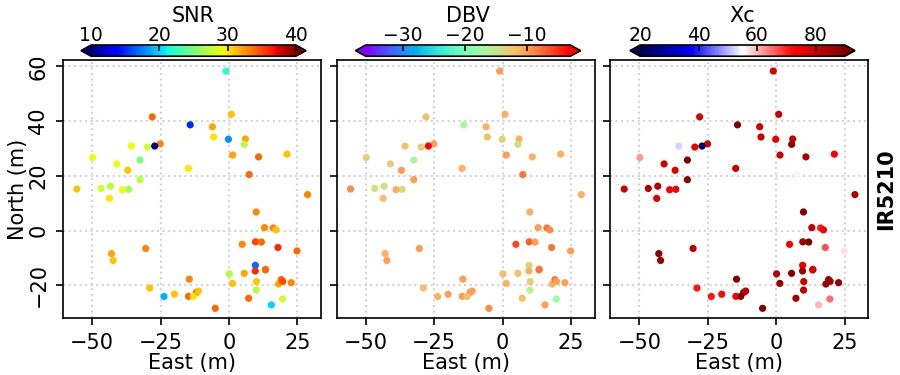 SNR DBV Xc
10 20 30 40 −30 −20 −10 20 40 60 80
60
40
20
0
−20
North (m)
IR5210
−50 −25 0 25 −50 −25 0 25 −50 −25 0 25
East (m) East (m) East (m)